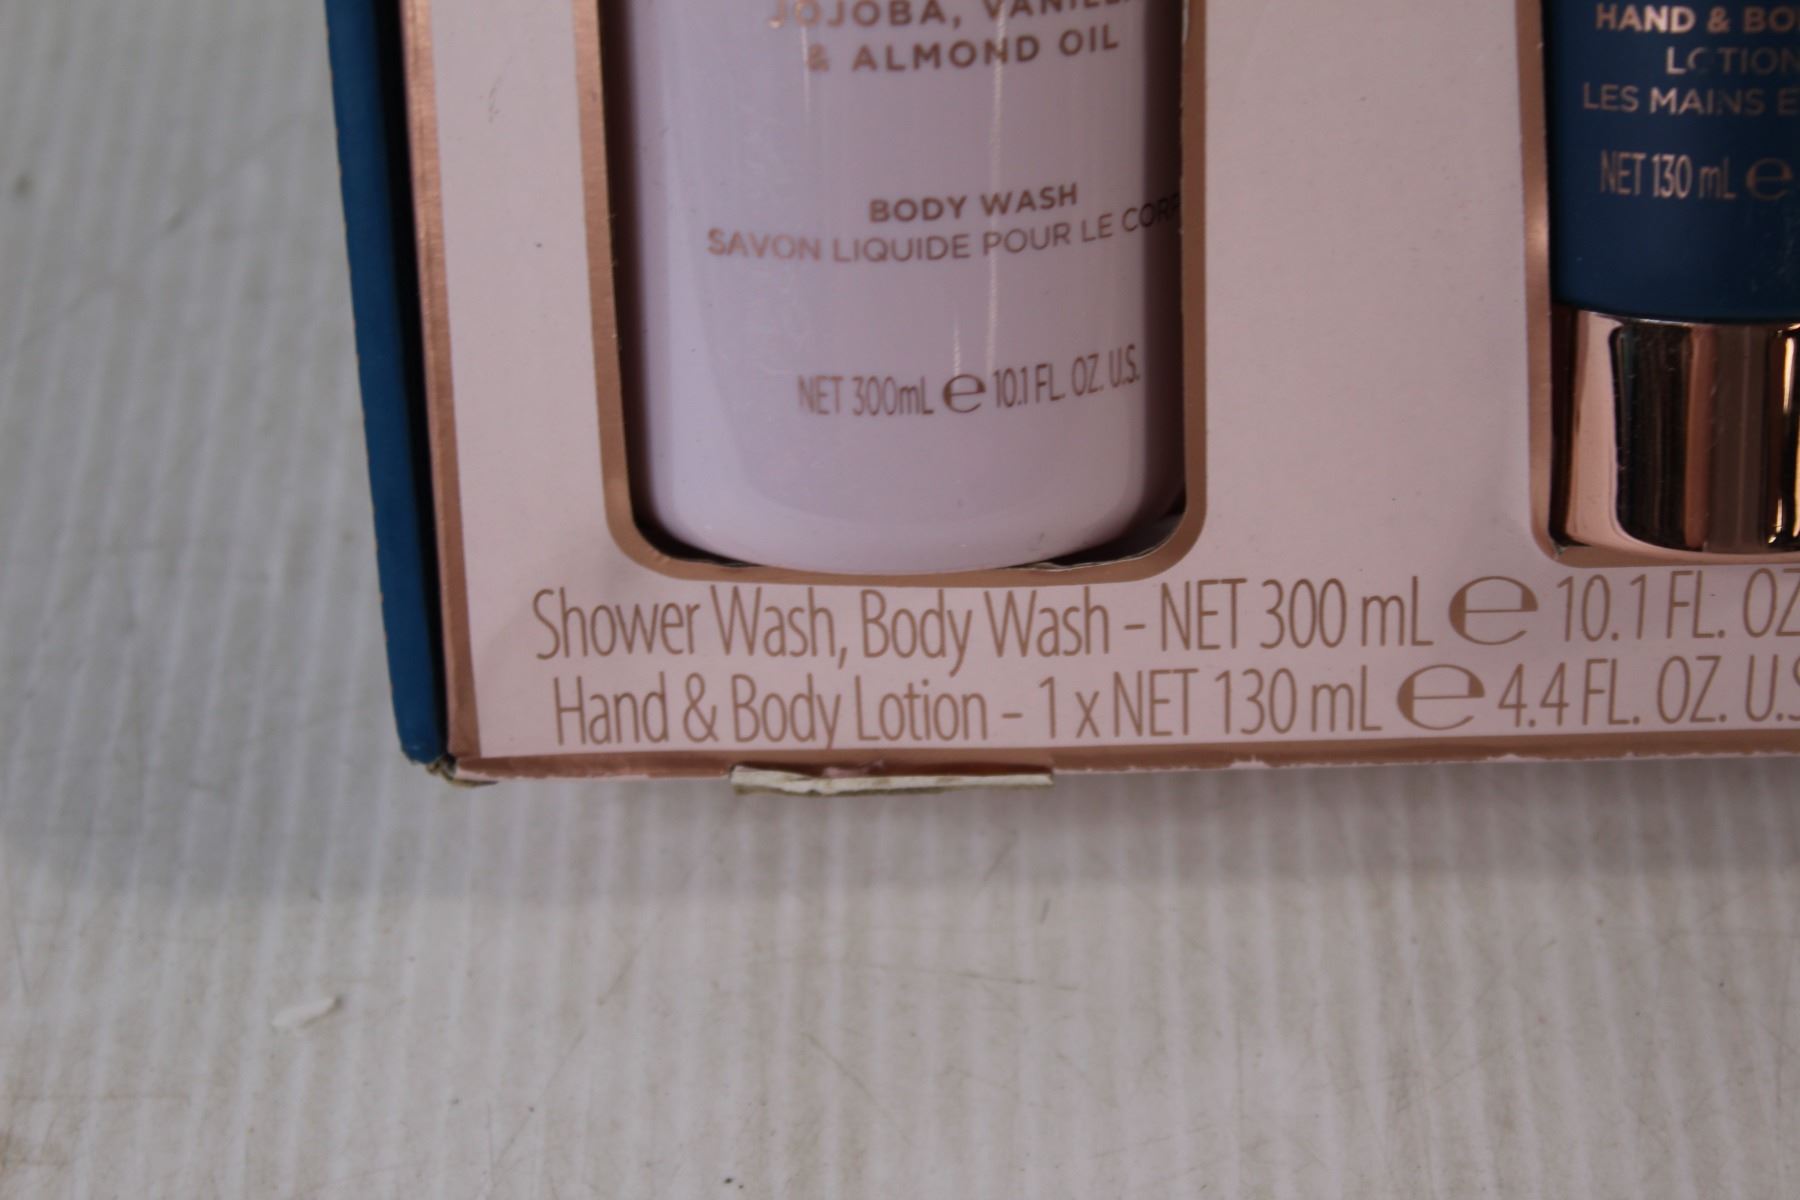 JOJOBA, VANILL
& ALMOND OIL
BODY WASH
SAVON LIQUIDE POUR LE CORP
NET 300mL e 10.1 FL. OZ. U.S.
HAND & BO
LOTION
LES MAINS E
NET 130 mL e
Shower Wash, Body Wash – NET 300 mL e 10.1 FL. OZ
Hand & Body Lotion – 1 x NET 130 mL e 4.4 FL. OZ. U.S